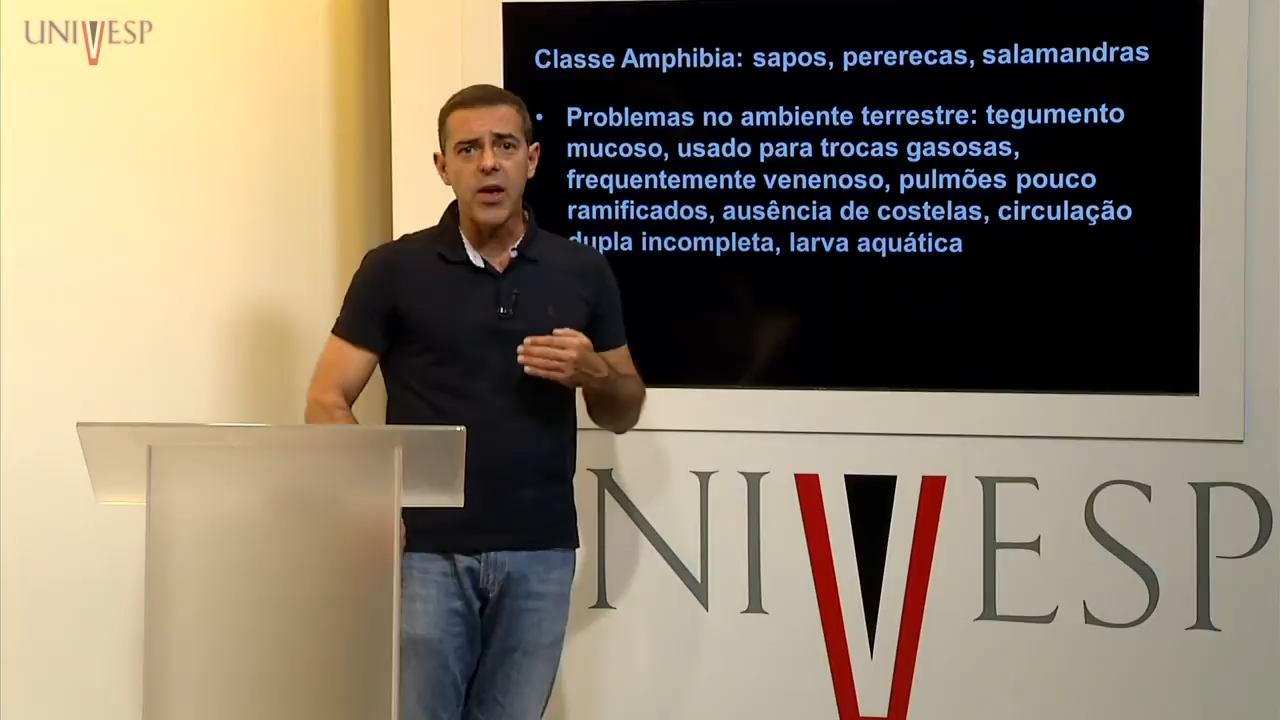 UNIVESP
Classe Amphibia: sapos, pererecas, salamandras
• Problemas no ambiente terrestre: tegumento
mucoso, usado para trocas gasosas,
frequentemente venenoso, pulmões pouco
ramificados, ausência de costelas, circulação
dupla incompleta, larva aquática
NIVESP